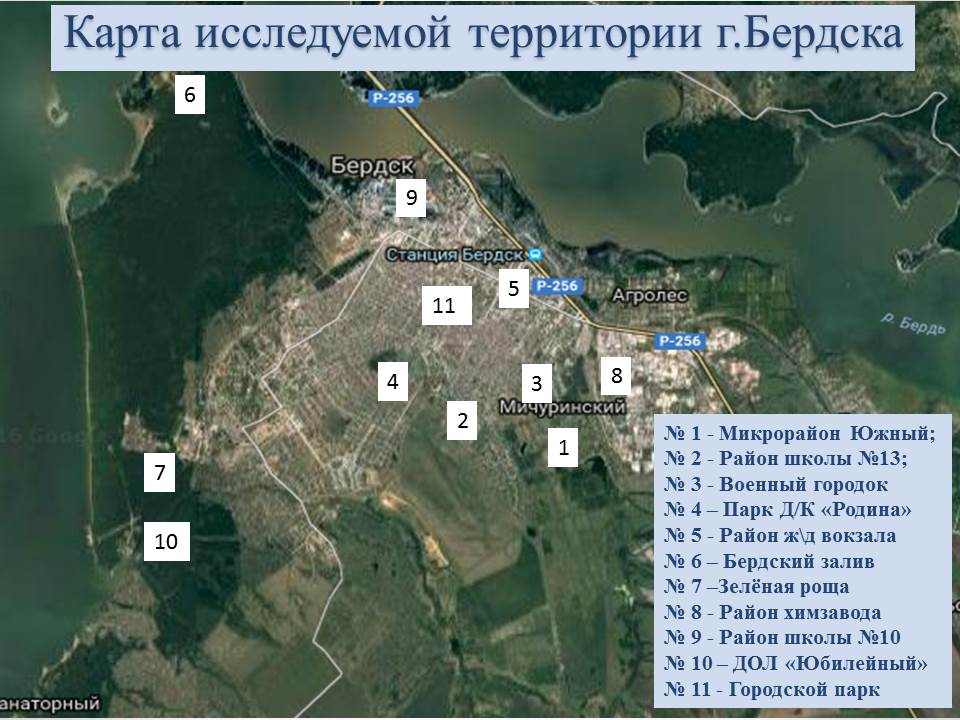 Карта исследуемой территории г.Бердска
6
Р-256
Бердск
9
Станция Бердск
5
Р-256
Агролес
11
р. Бердь
Р-256
4
3
8
Мичуринский
2
1
16 Google
7
10
№ 1 - Микрорайон Южный;
№ 2 - Район школы №13;
№ 3 - Военный городок
№ 4 – Парк Д/К «Родина»
№ 5 - Район ж\д вокзала
№ 6 – Бердский залив
№ 7 –Зелёная роща
№ 8 - Район химзавода
№ 9 - Район школы №10
№ 10 – ДОЛ «Юбилейный»
№ 11 - Городской парк
анаторный